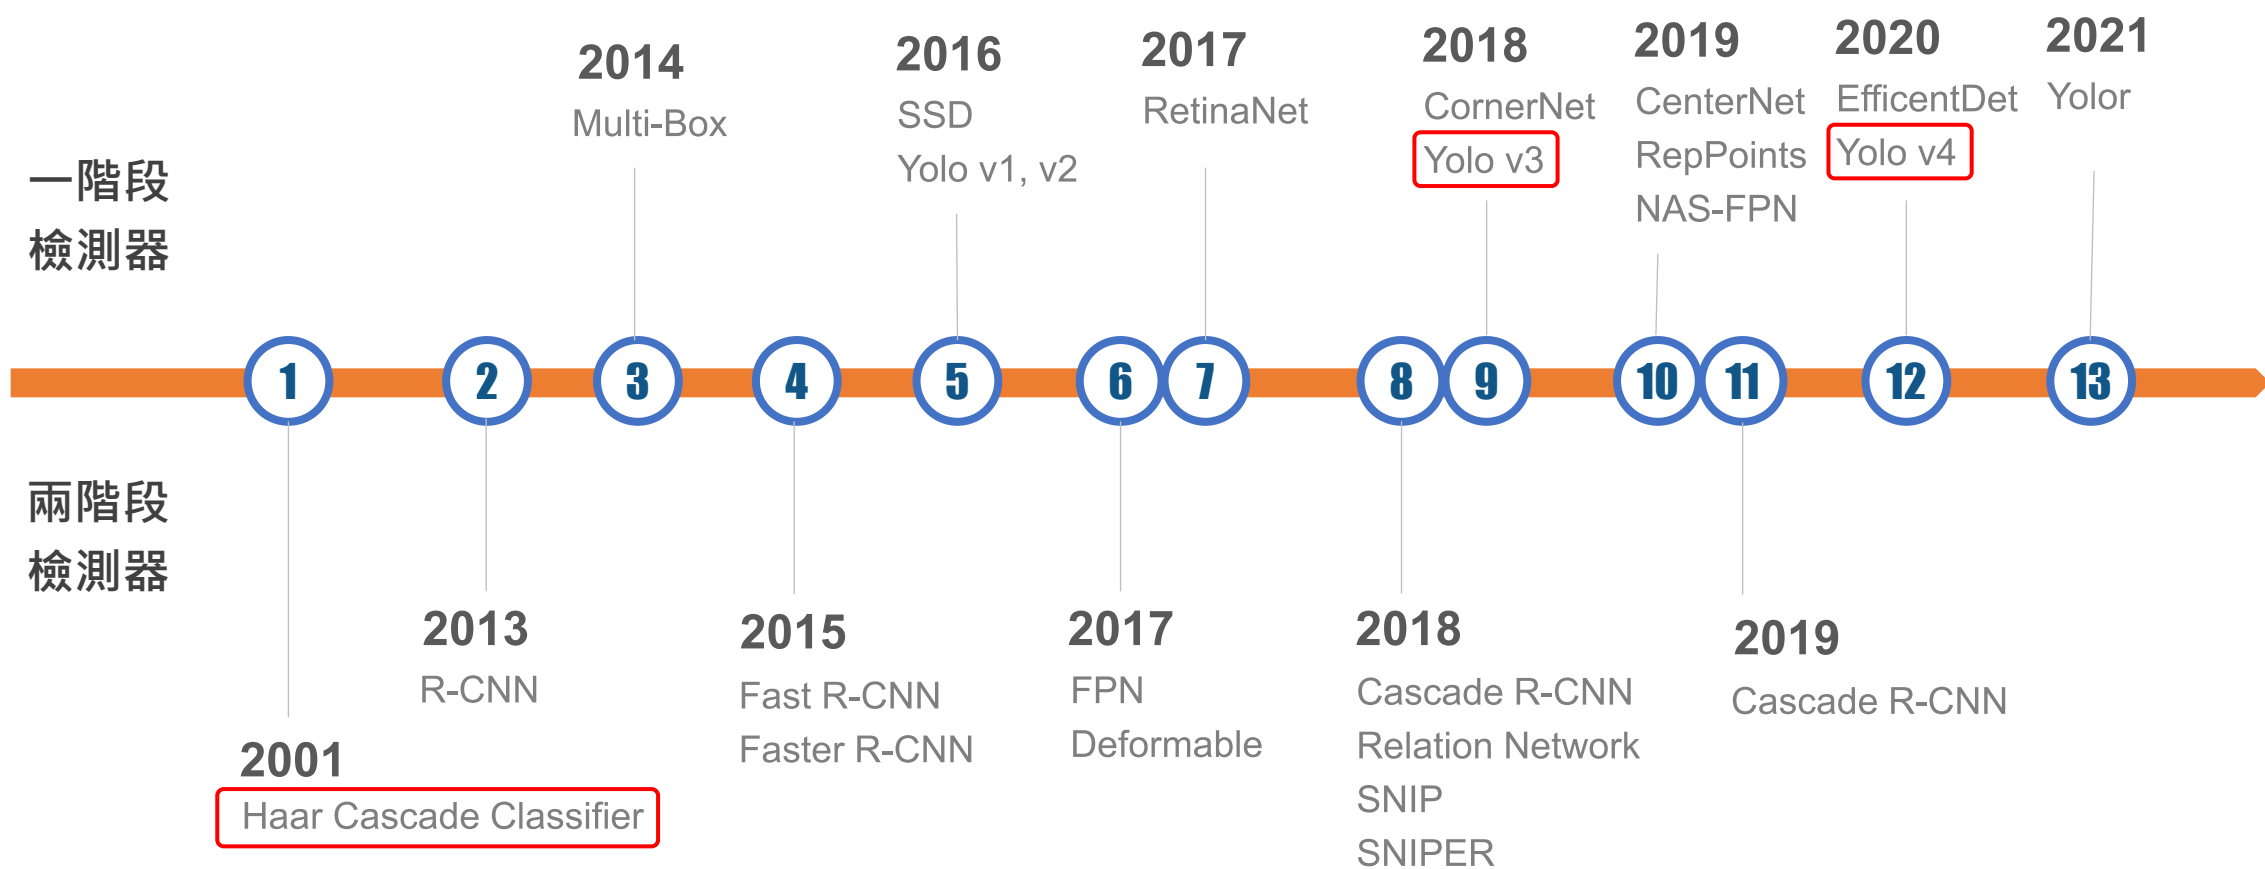 2014
Multi-Box
2016
SSD
Yolo v1, v2
2017
RetinaNet
2018
CornerNet
Yolo v3
2019
CenterNet
RepPoints
NAS-FPN
2020
EfficentDet
Yolo v4
2021
Yolor
一階段
檢測器
1
2
3
4
5
6
7
8
9
10
11
12
13
兩階段
檢測器
2001
Haar Cascade Classifier
2013
R-CNN
2015
Fast R-CNN
Faster R-CNN
2017
FPN
Deformable
2018
Cascade R-CNN
Relation Network
SNIP
SNIPER
2019
Cascade R-CNN